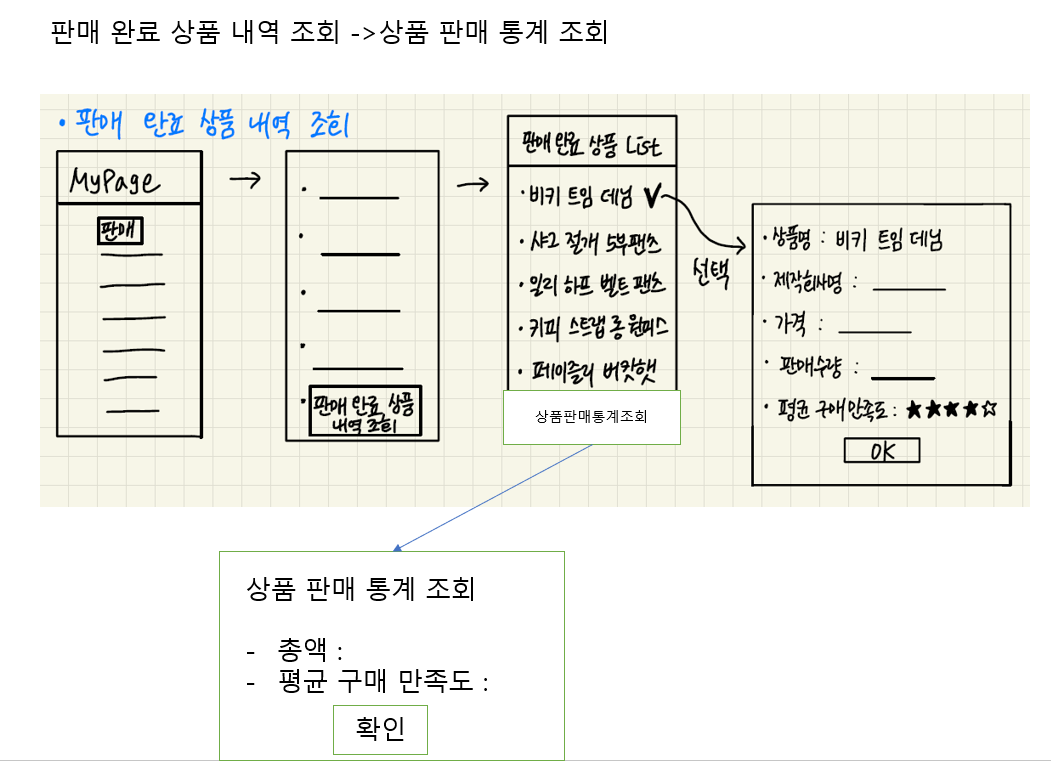 판매 완료 상품 내역 조회 ->상품 판매 통계 조회
• 판매 완료 상품 내역 조회
MyPage
판매
판매 완료 상품
내역 조회
판매완료 상품 List
• 비키 트임 데님 ✓
• 샤고 절개 5부팬츠
• 일리 하프 벨트 팬츠
• 키피 스트랩 롱 원피스
• 페이즐리 버킷햇
상품판매통계조회
선택
• 상품명 : 비키 트임 데님
• 제작회사명 :
• 가격 :
• 판매수량 :
• 평균 구매만족도 : ★★★★☆
OK
상품 판매 통계 조회
- 총액 :
- 평균 구매 만족도 :
확인